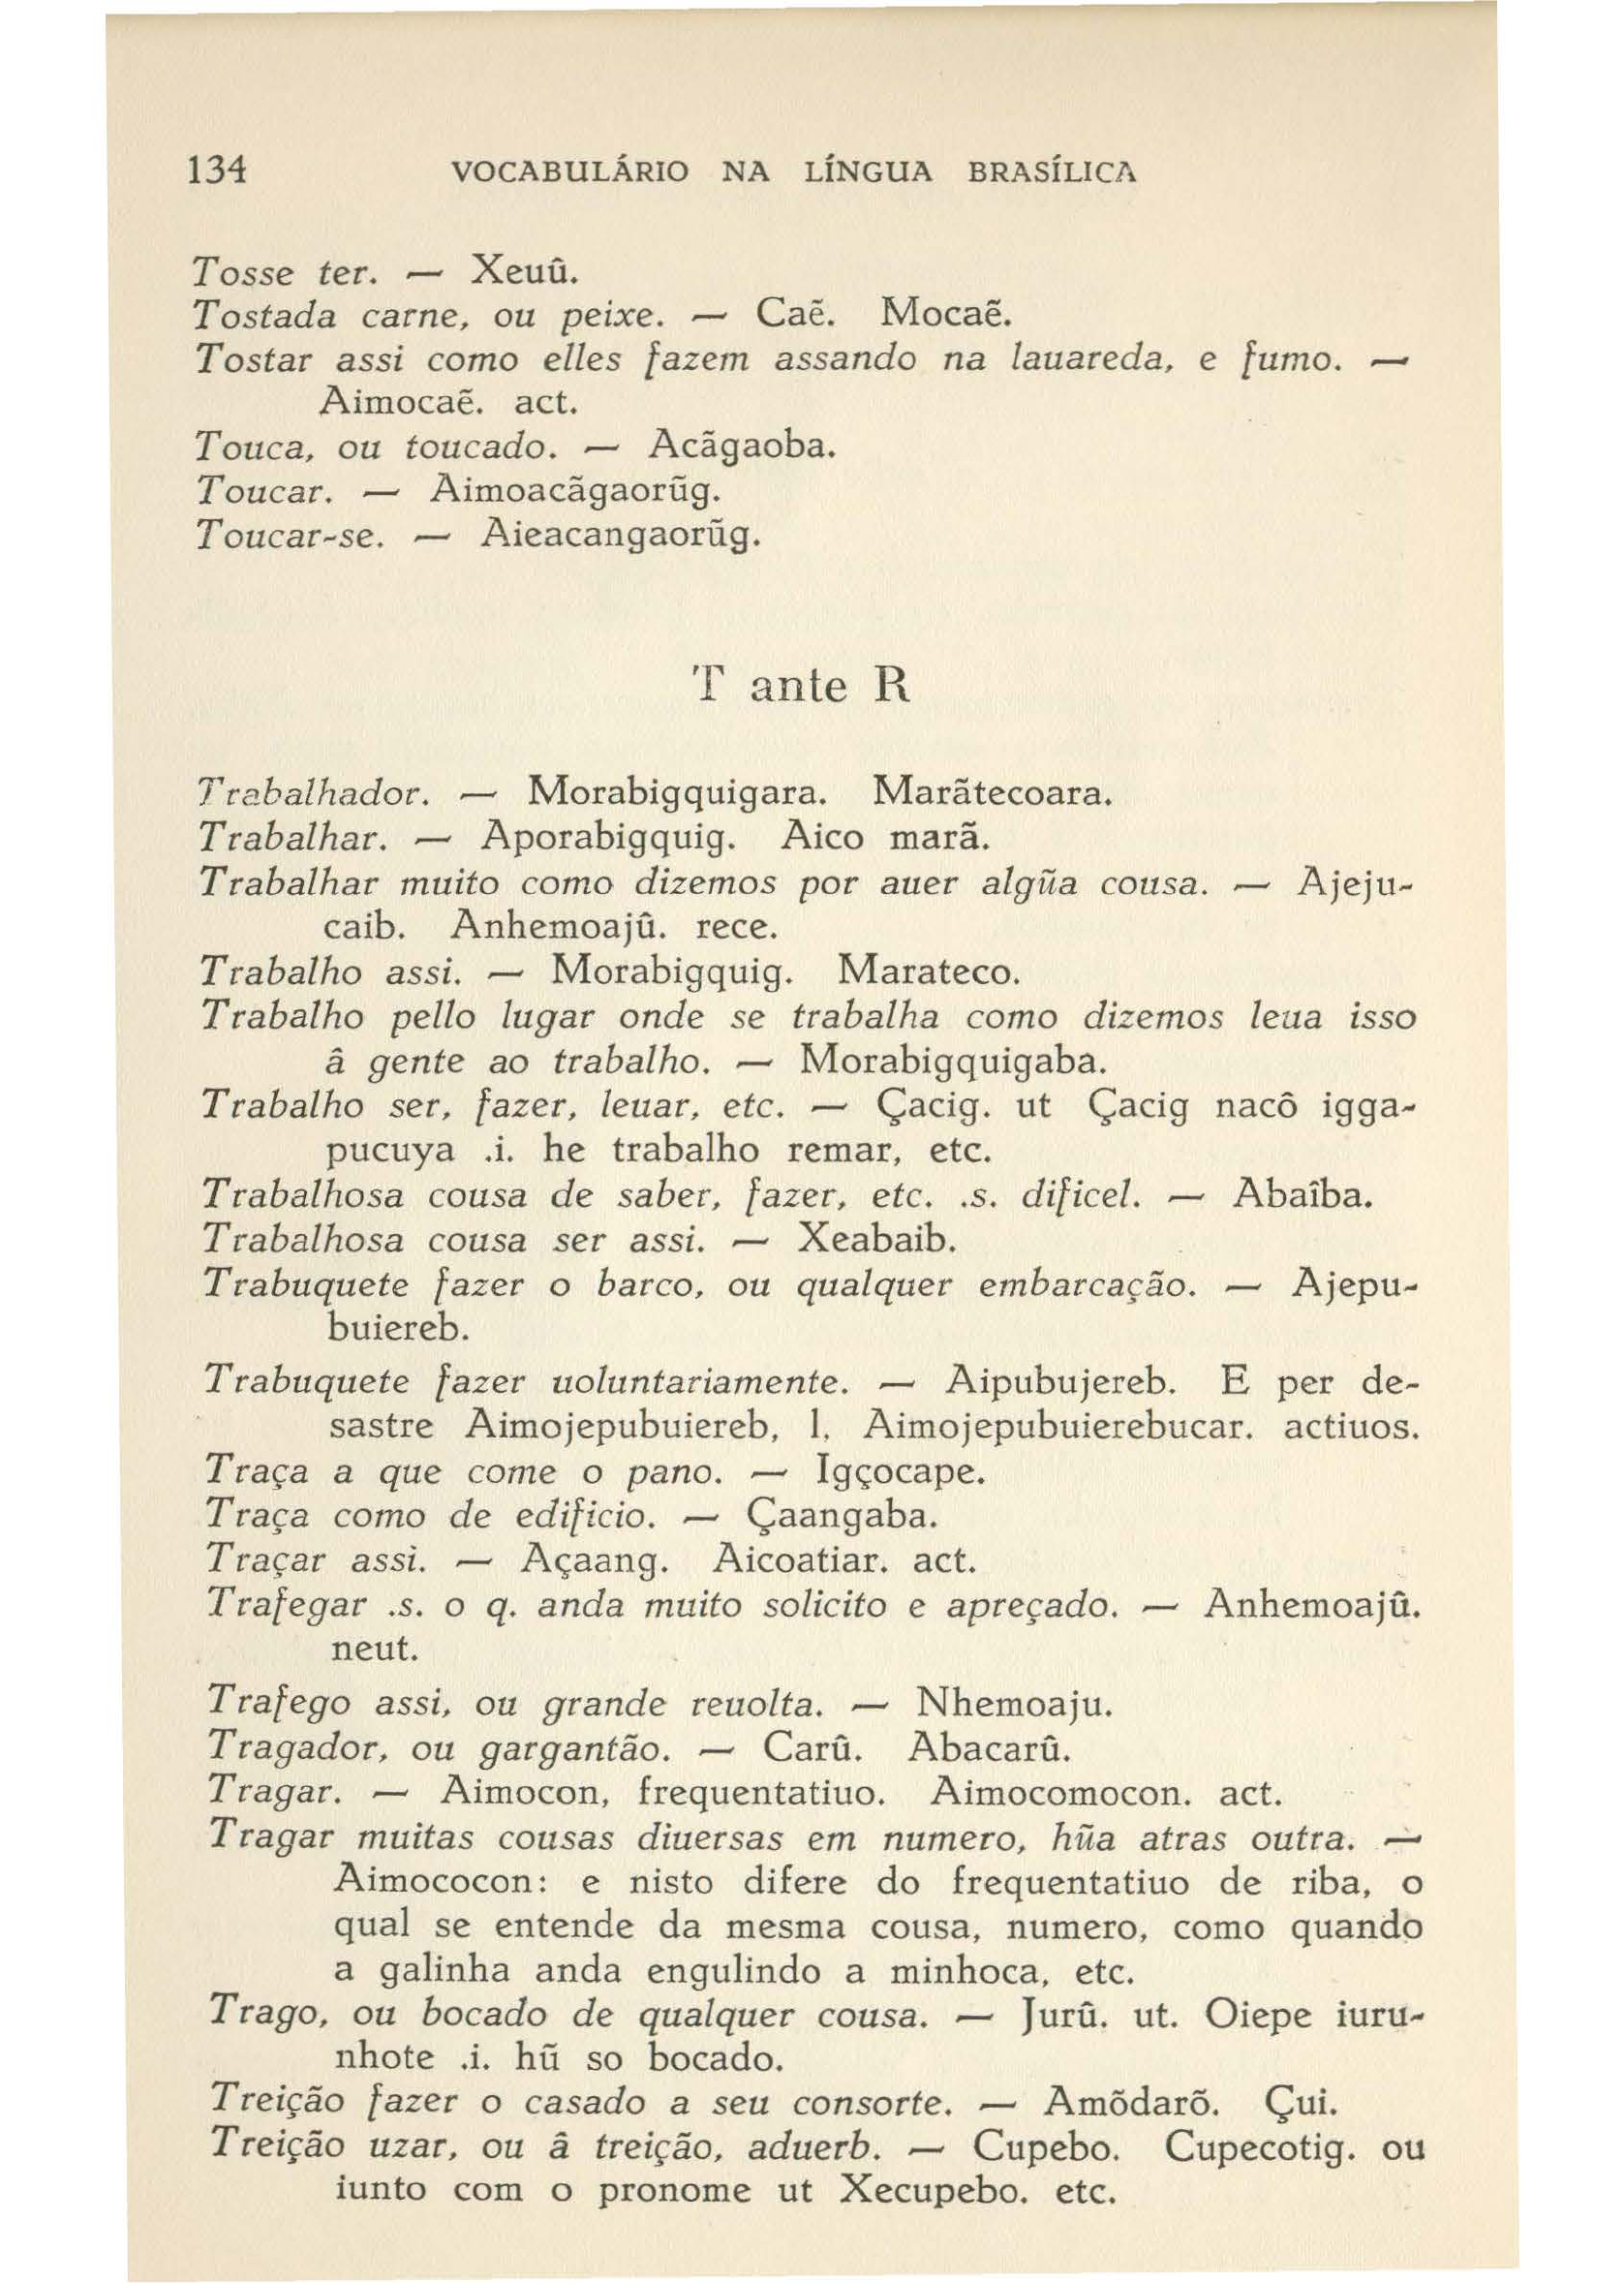 134 VOCABULÁRIO NA LÍNGUA BRASÍLICA
Tosse ter. — Xeuû.
Tostada carne, ou peixe. — Caẽ. Mocaẽ.
Tostar assi como elles fazem assando na lauareda, e fumo. —
Aimocaẽ. act.
Touca, ou toucado. — Acãgaoba.
Toucar. — Aimoacãgaorũg.
Toucar-se. — Aieacangaorũg.
T ante R
Trabalhador. — Morabigquigara. Marãtecoara.
Trabalhar. — Aporabigquig. Aico marã.
Trabalhar muito como dizemos por auer algũa cousa. — Ajeju-
caib. Anhemoajû. rece.
Trabalho assi. — Morabigquig. Marateco.
Trabalho pello lugar onde se trabalha como dizemos leua isso
â gente ao trabalho. — Morabigquigaba.
Trabalho ser, fazer, leuar, etc. — Çacig. ut Çacig nacô igga-
pucuya .i. he trabalho remar, etc.
Trabalhosa cousa de saber, fazer, etc. .s. dificel. — Abaîba.
Trabalhosa cousa ser assi. — Xeabaib.
Trabuquete fazer o barco, ou qualquer embarcação. — Ajepu-
buiereb.
Trabuquete fazer uoluntariamente. — Aipubujereb. E per de-
sastre Aimojepubuiereb, l. Aimojepubuierebucar. actiuos.
Traça a que come o pano. — Igçocape.
Traça como de edificio. — Çaangaba.
Traçar assi. — Açaang. Aicoatiar. act.
Trafegar .s. o q. anda muito solicito e apreçado. — Anhemoajû.
neut.
Trafego assi, ou grande reuolta. — Nhemoaju.
Tragador, ou gargantão. — Carû. Abacarû.
Tragar. — Aimocon, frequentatiuo. Aimocomocon. act.
Tragar muitas cousas diuersas em numero, hũa atras outra. —
Aimococon: e nisto difere do frequentatiuo de riba, o
qual se entende da mesma cousa, numero, como quando
a galinha anda engulindo a minhoca, etc.
Trago, ou bocado de qualquer cousa. — Jurû. ut. Oiepe iuru-
nhote .i. hũ so bocado.
Treição fazer o casado a seu consorte. — Amõdarõ. Çui.
Treição uzar, ou â treição, aduerb. — Cupebo. Cupecotig. ou
iunto com o pronome ut Xecupebo. etc.